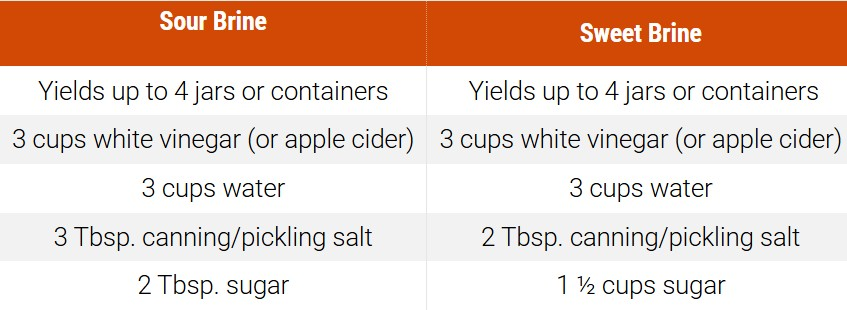 Sour Brine
Sweet Brine
Yields up to 4 jars or containers
Yields up to 4 jars or containers
3 cups white vinegar (or apple cider)
3 cups white vinegar (or apple cider)
3 cups water
3 cups water
3 Tbsp. canning/pickling salt
2 Tbsp. canning/pickling salt
2 Tbsp. sugar
1 ½ cups sugar